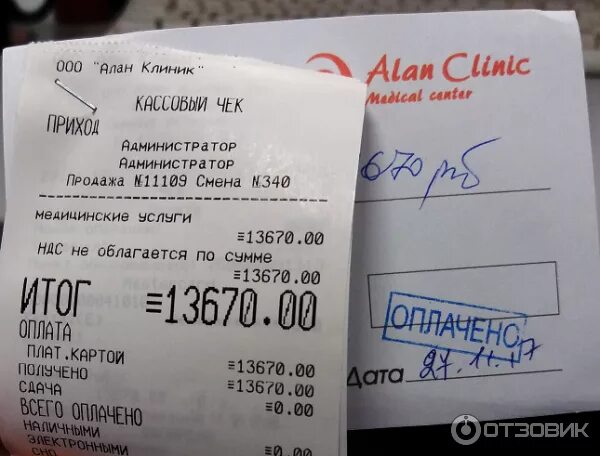 ООО "Алан Клиник"
КАССОВЫЙ ЧЕК
ПРИХОД
Администратор
Администратор
Продажа №11109 Смена №340
медицинские услуги
≡13670.00
НДС не облагается по сумме
≡13670.00
ИТОГ ≡13670.00
ОПЛАТА
ПЛАТ.КАРТОЙ ≡13670.00
ПОЛУЧЕНО ≡13670.00
СДАЧА ≡0.00
ВСЕГО ОПЛАЧЕНО
НАЛИЧНЫМИ ≡0.00
ЭЛЕКТРОННЫМИ
Alan Clinic
Medical center
670 руб
ОПЛАЧЕНО
Дата 27.11.17
ОТЗОВИК